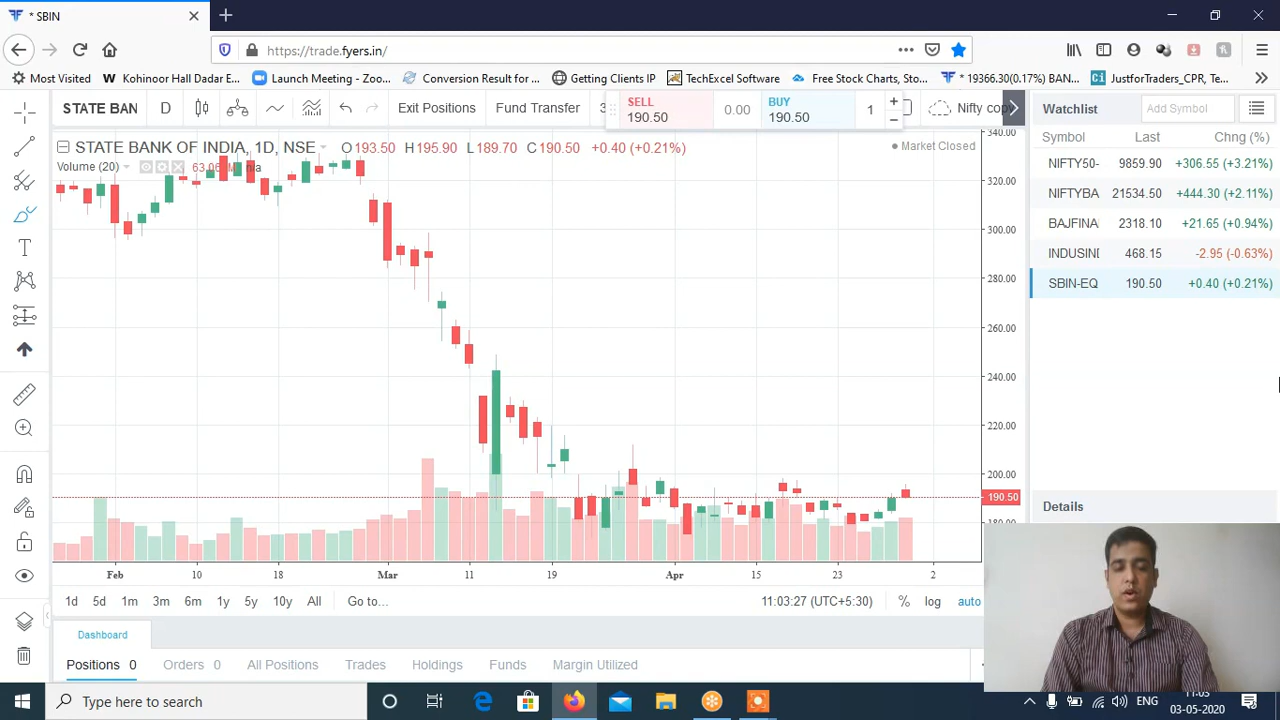 * SBIN
https://trade.fyers.in/
Most Visited
Kohinoor Hall Dadar E...
Launch Meeting - Zoo...
Conversion Result for ...
Getting Clients IP
TechExcel Software
Free Stock Charts, Sto...
* 19366.30(0.17%) BAN...
JustforTraders_CPR, Te...
STATE BAN
D
Exit Positions
Fund Transfer
SELL
190.50
0.00
BUY
190.50
1
Nifty cop
Watchlist
Add Symbol
STATE BANK OF INDIA, 1D, NSE
O193.50 H195.90 L189.70 C190.50 +0.40 (+0.21%)
Market Closed
Volume (20)
Symbol Last Chng (%)
NIFTY50- 9859.90 +306.55 (+3.21%)
NIFTYBA 21534.50 +444.30 (+2.11%)
BAJFINA 2318.10 +21.65 (+0.94%)
INDUSINI 468.15 -2.95 (-0.63%)
SBIN-EQ 190.50 +0.40 (+0.21%)
340.00
320.00
300.00
280.00
260.00
240.00
220.00
200.00
190.50
180.00
Details
Feb 10 18 Mar 11 19 Apr 15 23 2
1d 5d 1m 3m 6m 1y 5y 10y All Go to...
11:03:27 (UTC+5:30) % log auto
Dashboard
Positions 0 Orders 0 All Positions Trades Holdings Funds Margin Utilized
Type here to search
ENG
11:03
03-05-2020